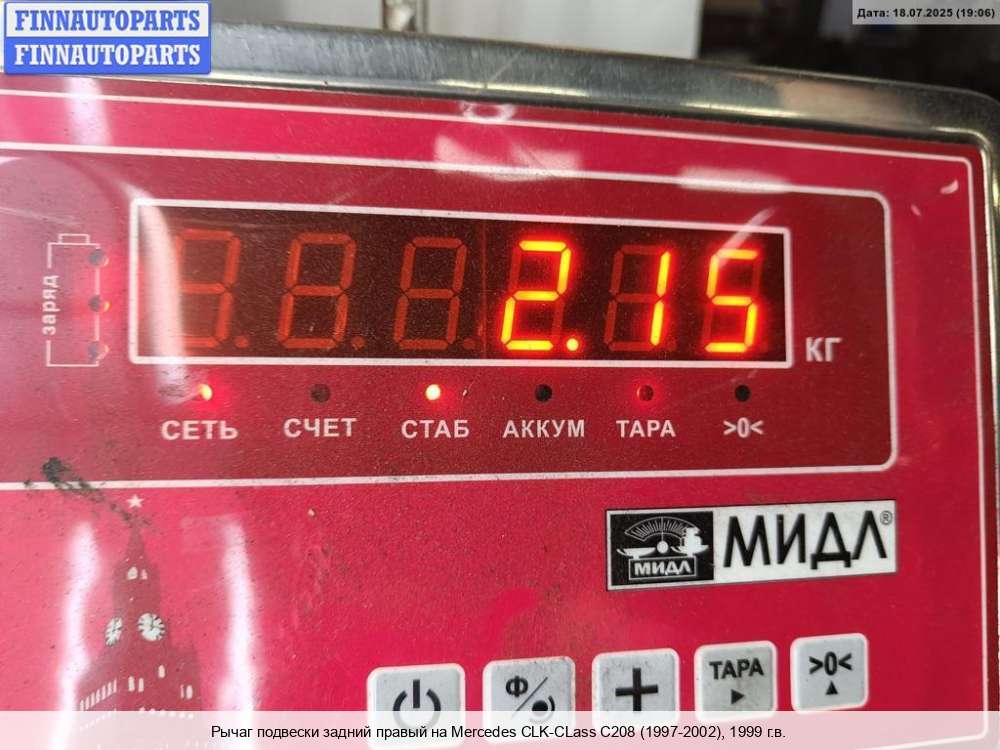 FINNAUTOPARTS
FINNAUTOPARTS
Дата: 18.07.2025 (19:06)
заряд
2.15
КГ
СЕТЬ СЧЕТ СТАБ АККУМ ТАРА >0<
МИДЛ
МИДЛ®
Ф
+
ТАРА
>0<
Рычаг подвески задний правый на Mercedes CLK-CLass C208 (1997-2002), 1999 г.в.